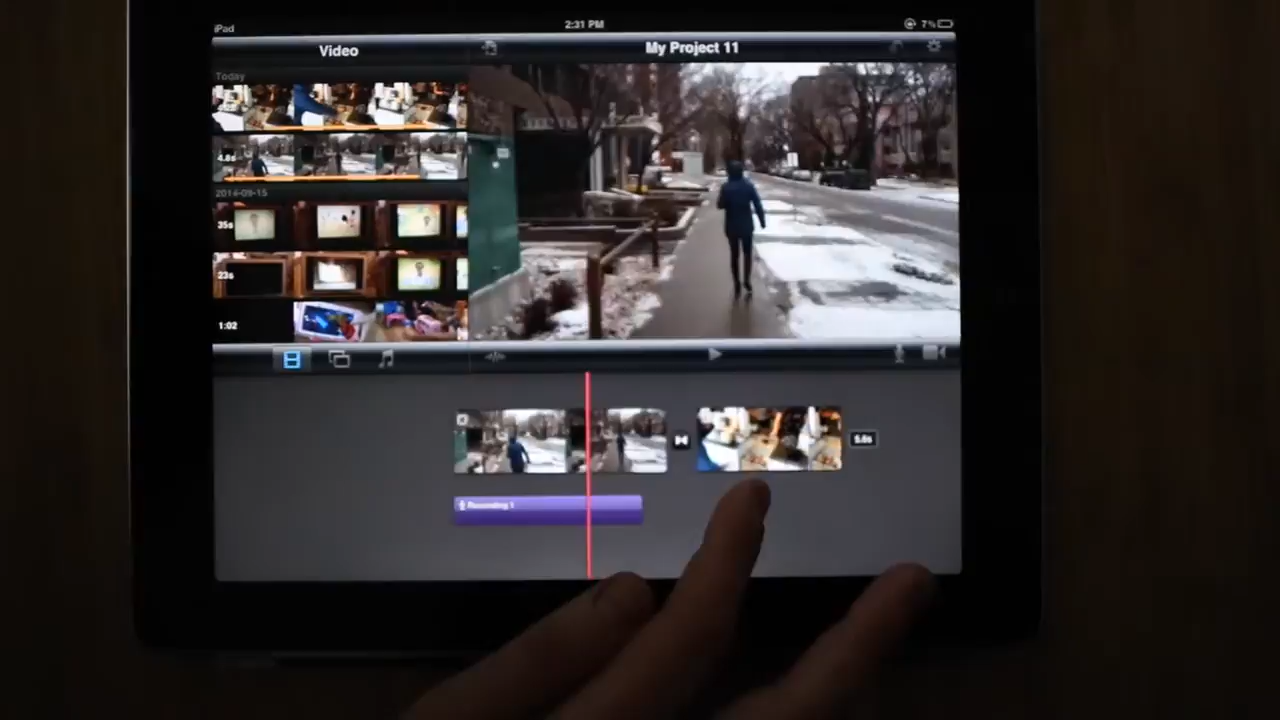 iPad
2:31 PM
7%
Video
My Project 11
Today
4.8s
2014-09-15
35s
23s
1:02
5.6s
Recording 1